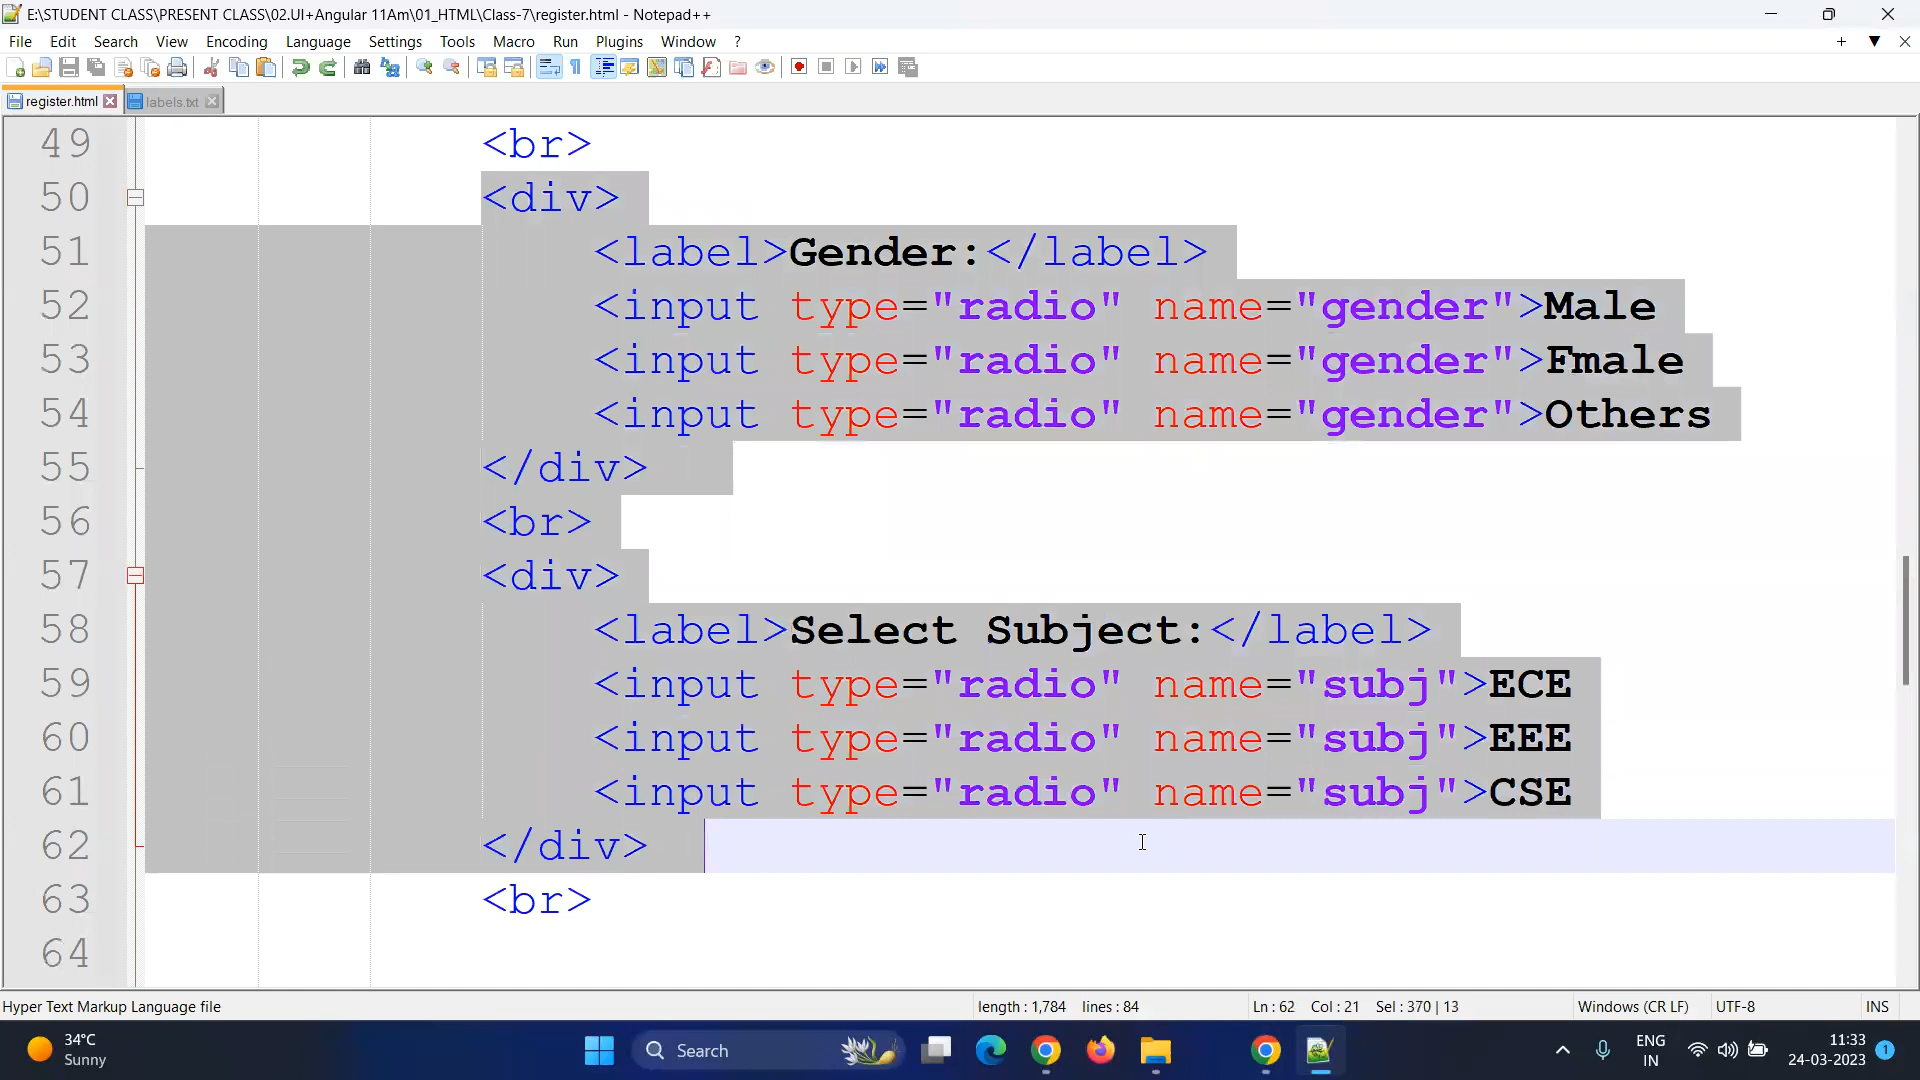 E:\STUDENT CLASS\PRESENT CLASS\02.UI+Angular 11Am\01_HTML\Class-7\register.html - Notepad++
File Edit Search View Encoding Language Settings Tools Macro Run Plugins Window ?
register.html labels.txt
49 <br>
50 <div>
51 <label>Gender:</label>
52 <input type="radio" name="gender">Male
53 <input type="radio" name="gender">Fmale
54 <input type="radio" name="gender">Others
55 </div>
56 <br>
57 <div>
58 <label>Select Subject:</label>
59 <input type="radio" name="subj">ECE
60 <input type="radio" name="subj">EEE
61 <input type="radio" name="subj">CSE
62 </div>
63 <br>
64
Hyper Text Markup Language file length : 1,784 lines : 84 Ln : 62 Col : 21 Sel : 370 | 13 Windows (CR LF) UTF-8 INS
34°C
Sunny
Search
ENG
IN
11:33
24-03-2023
1